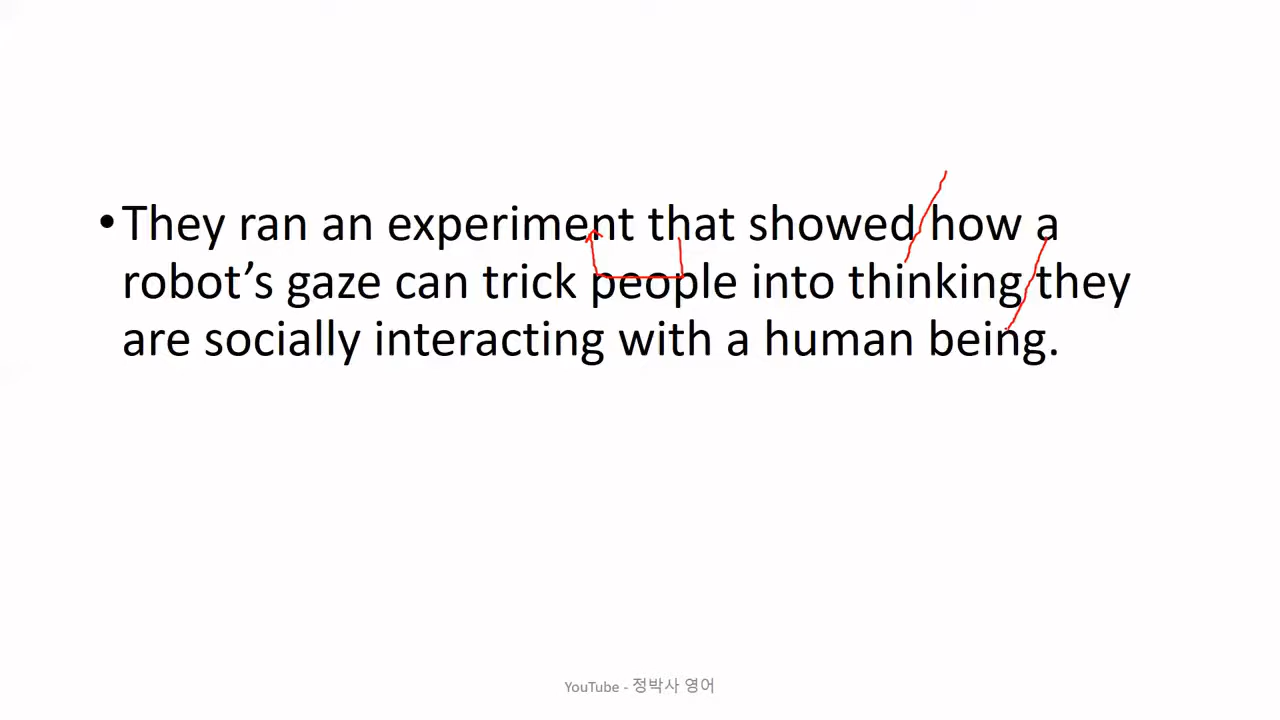 •They ran an experiment that showed how a
robot’s gaze can trick people into thinking they
are socially interacting with a human being.
YouTube - 정박사 영어